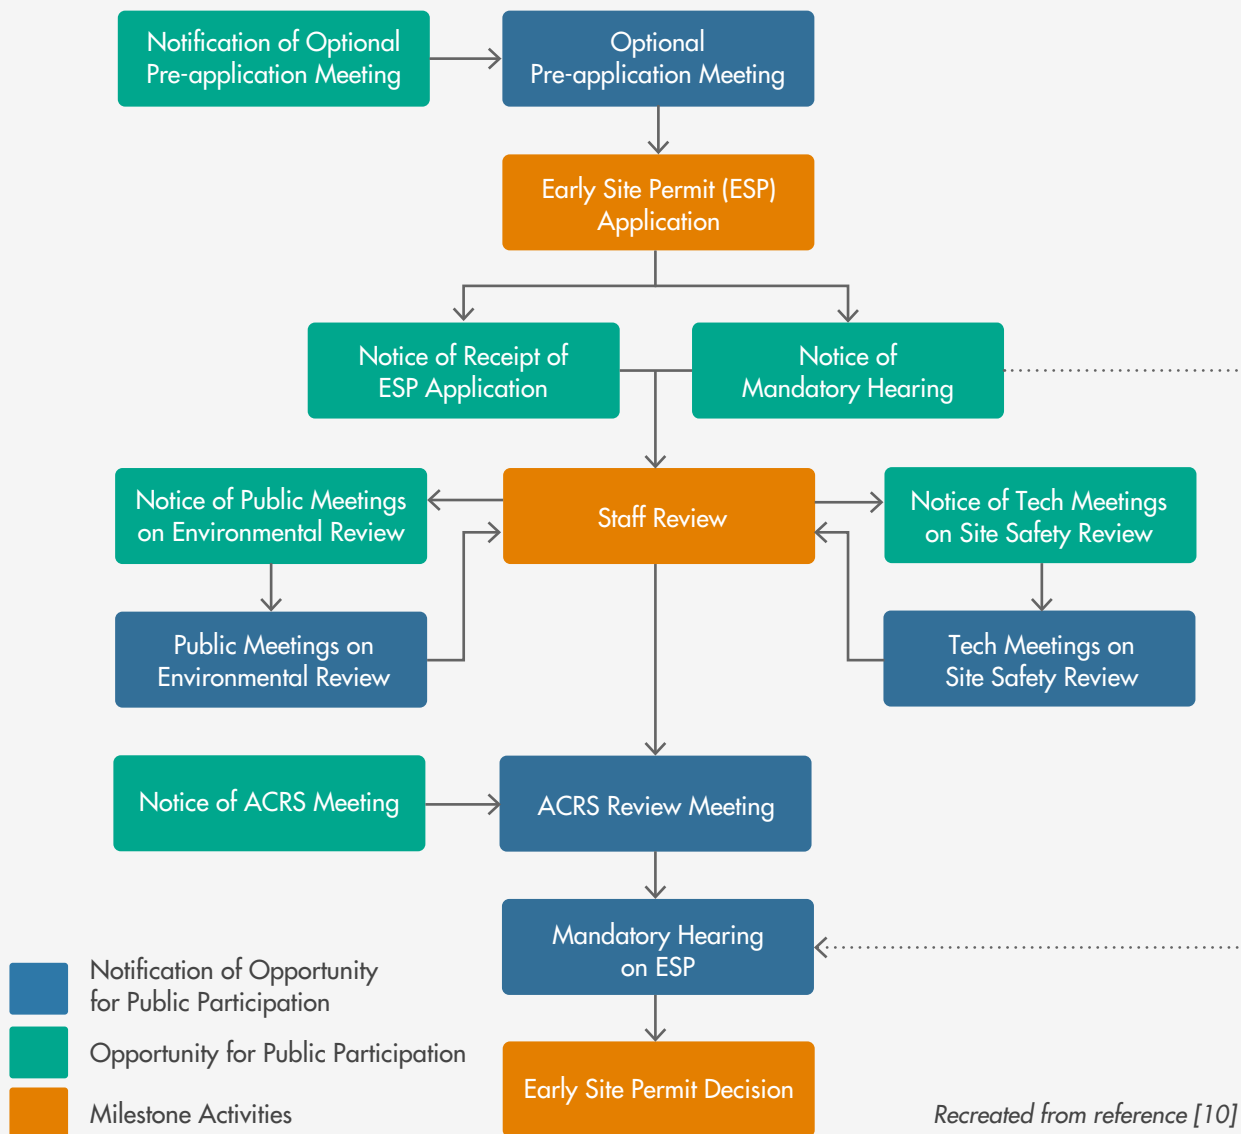 Notification of Optional
Pre-application Meeting
Optional
Pre-application Meeting
Early Site Permit (ESP)
Application
Notice of Receipt of
ESP Application
Notice of
Mandatory Hearing
Notice of Public Meetings
on Environmental Review
Staff Review
Notice of Tech Meetings
on Site Safety Review
Public Meetings on
Environmental Review
Tech Meetings on
Site Safety Review
Notice of ACRS Meeting
ACRS Review Meeting
Mandatory Hearing
on ESP
Early Site Permit Decision
Notification of Opportunity
for Public Participation
Opportunity for Public Participation
Milestone Activities
Recreated from reference [10]